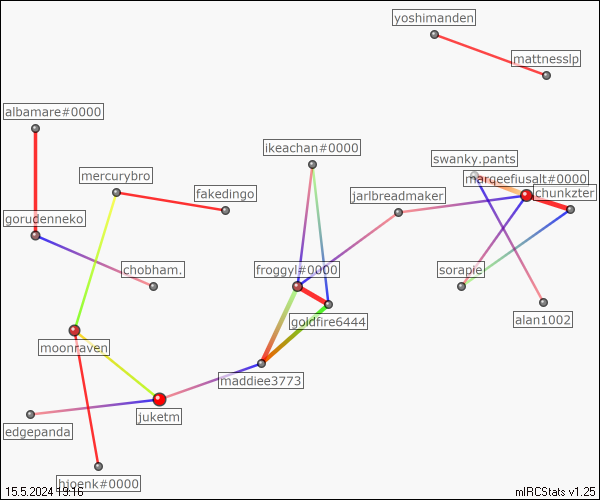 yoshimanden
mattnesslp
albamare#0000
ikeachan#0000
swanky.pants
marqeefiusalt#0000
mercurybro
fakedingo
jarlbreadmaker
chunkzter
gorudenneko
chobham.
froggyl#0000
sorapie
goldfire6444
alan1002
moonraven
maddiee3773
juketm
edgepanda
hjoenk#0000
15.5.2024 19:16
mIRCStats v1.25